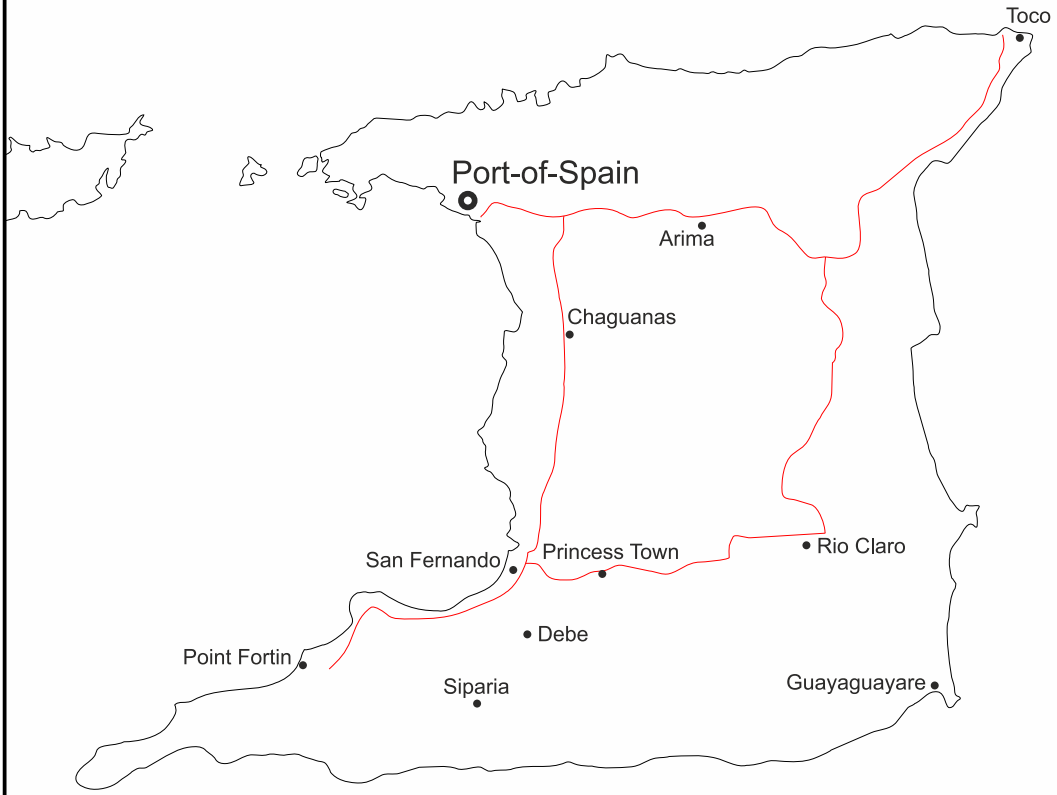 Toco
Port-of-Spain
Arima
Chaguanas
San Fernando
Princess Town
Rio Claro
Debe
Point Fortin
Siparia
Guayaguayare